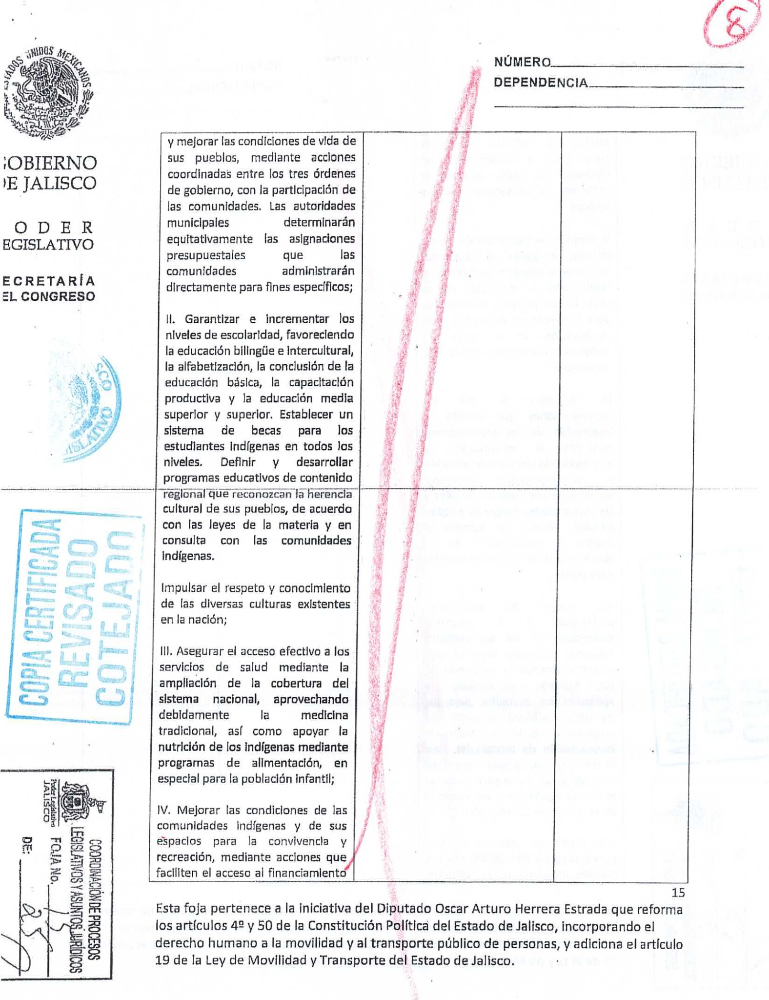 8
NÚMERO
DEPENDENCIA
ESTADOS UNIDOS MEXICANOS
GOBIERNO
DE JALISCO
ODER
EGISLATIVO
ECRETARÍA
EL CONGRESO
y mejorar las condiciones de vida de
sus pueblos, mediante acciones
coordinadas entre los tres órdenes
de gobierno, con la participación de
las comunidades. Las autoridades
municipales determinarán
equitativamente las asignaciones
presupuestales que las
comunidades administrarán
directamente para fines específicos;
II. Garantizar e incrementar los
niveles de escolaridad, favoreciendo
la educación bilingüe e intercultural,
la alfabetización, la conclusión de la
educación básica, la capacitación
productiva y la educación media
superior y superior. Establecer un
sistema de becas para los
estudiantes indígenas en todos los
niveles. Definir y desarrollar
programas educativos de contenido
regional que reconozcan la herencia
cultural de sus pueblos, de acuerdo
con las leyes de la materia y en
consulta con las comunidades
indígenas.
Impulsar el respeto y conocimiento
de las diversas culturas existentes
en la nación;
III. Asegurar el acceso efectivo a los
servicios de salud mediante la
ampliación de la cobertura del
sistema nacional, aprovechando
debidamente la medicina
tradicional, así como apoyar la
nutrición de los indígenas mediante
programas de alimentación, en
especial para la población infantil;
IV. Mejorar las condiciones de las
comunidades indígenas y de sus
espacios para la convivencia y
recreación, mediante acciones que
faciliten el acceso al financiamiento
COPIA CERTIFICADA
REVISADO
COTEJADO
Poder Legislativo
JALISCO
COORDINACIÓN DE PROCESOS
LEGISLATIVOS Y ASUNTOS JURIDICOS
FOJA No.
DE:
15
Esta foja pertenece a la iniciativa del Diputado Oscar Arturo Herrera Estrada que reforma
los artículos 4º y 50 de la Constitución Política del Estado de Jalisco, incorporando el
derecho humano a la movilidad y al transporte público de personas, y adiciona el artículo
19 de la Ley de Movilidad y Transporte del Estado de Jalisco.